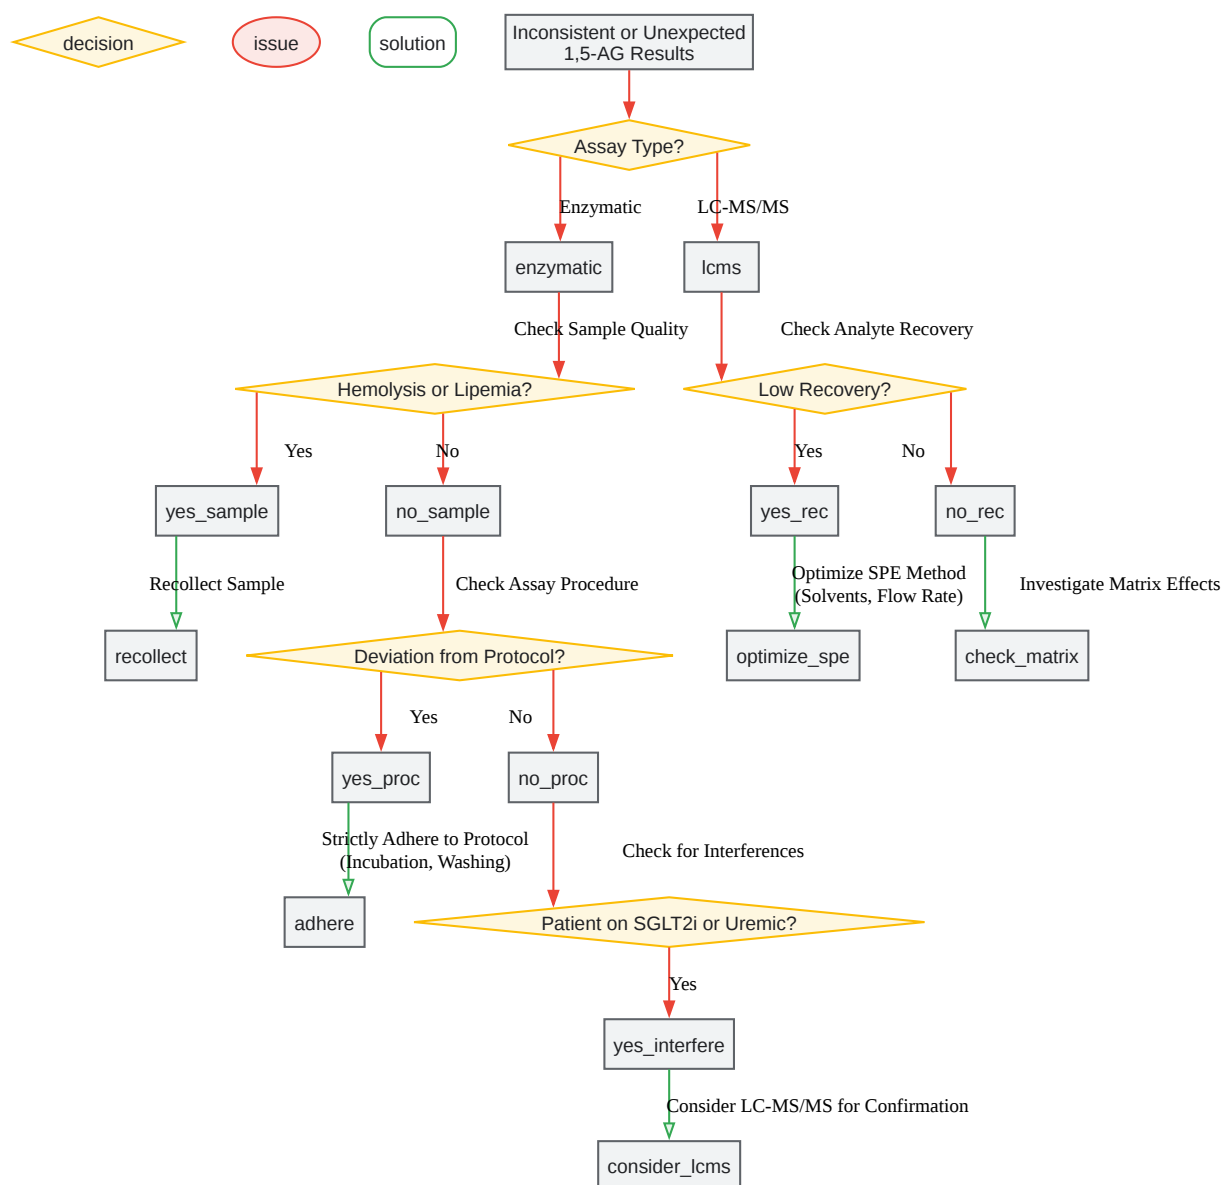 decision
issue
solution
Inconsistent or Unexpected
1,5-AG Results
Assay Type?
Enzymatic
LC-MS/MS
enzymatic
lcms
Check Sample Quality
Check Analyte Recovery
Hemolysis or Lipemia?
Low Recovery?
Yes
No
Yes
No
yes_sample
no_sample
yes_rec
no_rec
Recollect Sample
Check Assay Procedure
Optimize SPE Method
(Solvents, Flow Rate)
Investigate Matrix Effects
recollect
Deviation from Protocol?
optimize_spe
check_matrix
Yes
No
yes_proc
no_proc
Strictly Adhere to Protocol
(Incubation, Washing)
Check for Interferences
adhere
Patient on SGLT2i or Uremic?
Yes
yes_interfere
Consider LC-MS/MS for Confirmation
consider_lcms